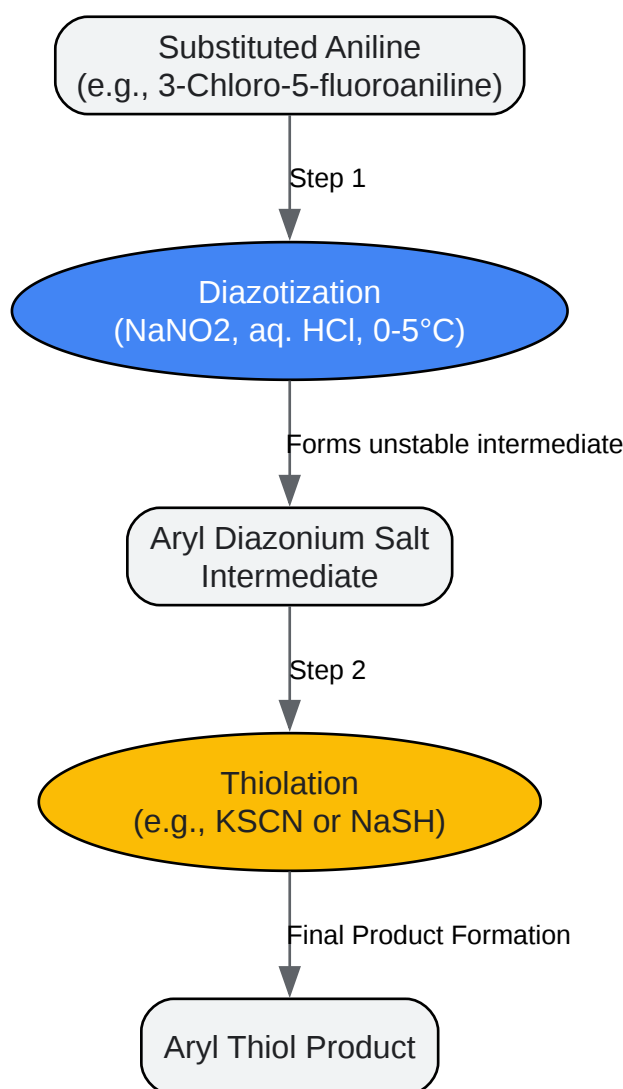 Substituted Aniline
(e.g., 3-Chloro-5-fluoroaniline)
Step 1
Diazotization
(NaNO2, aq. HCl, 0-5°C)
Forms unstable intermediate
Aryl Diazonium Salt
Intermediate
Step 2
Thiolation
(e.g., KSCN or NaSH)
Final Product Formation
Aryl Thiol Product